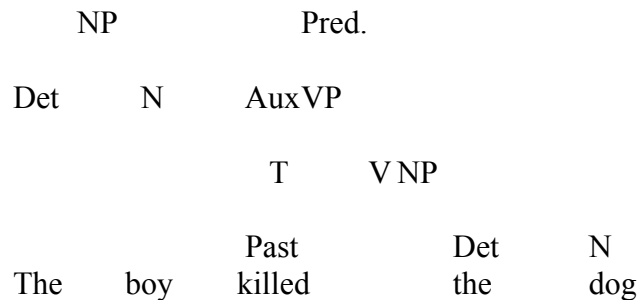 NP Pred.
Det N AuxVP
T V NP
Past Det N
The boy killed the dog